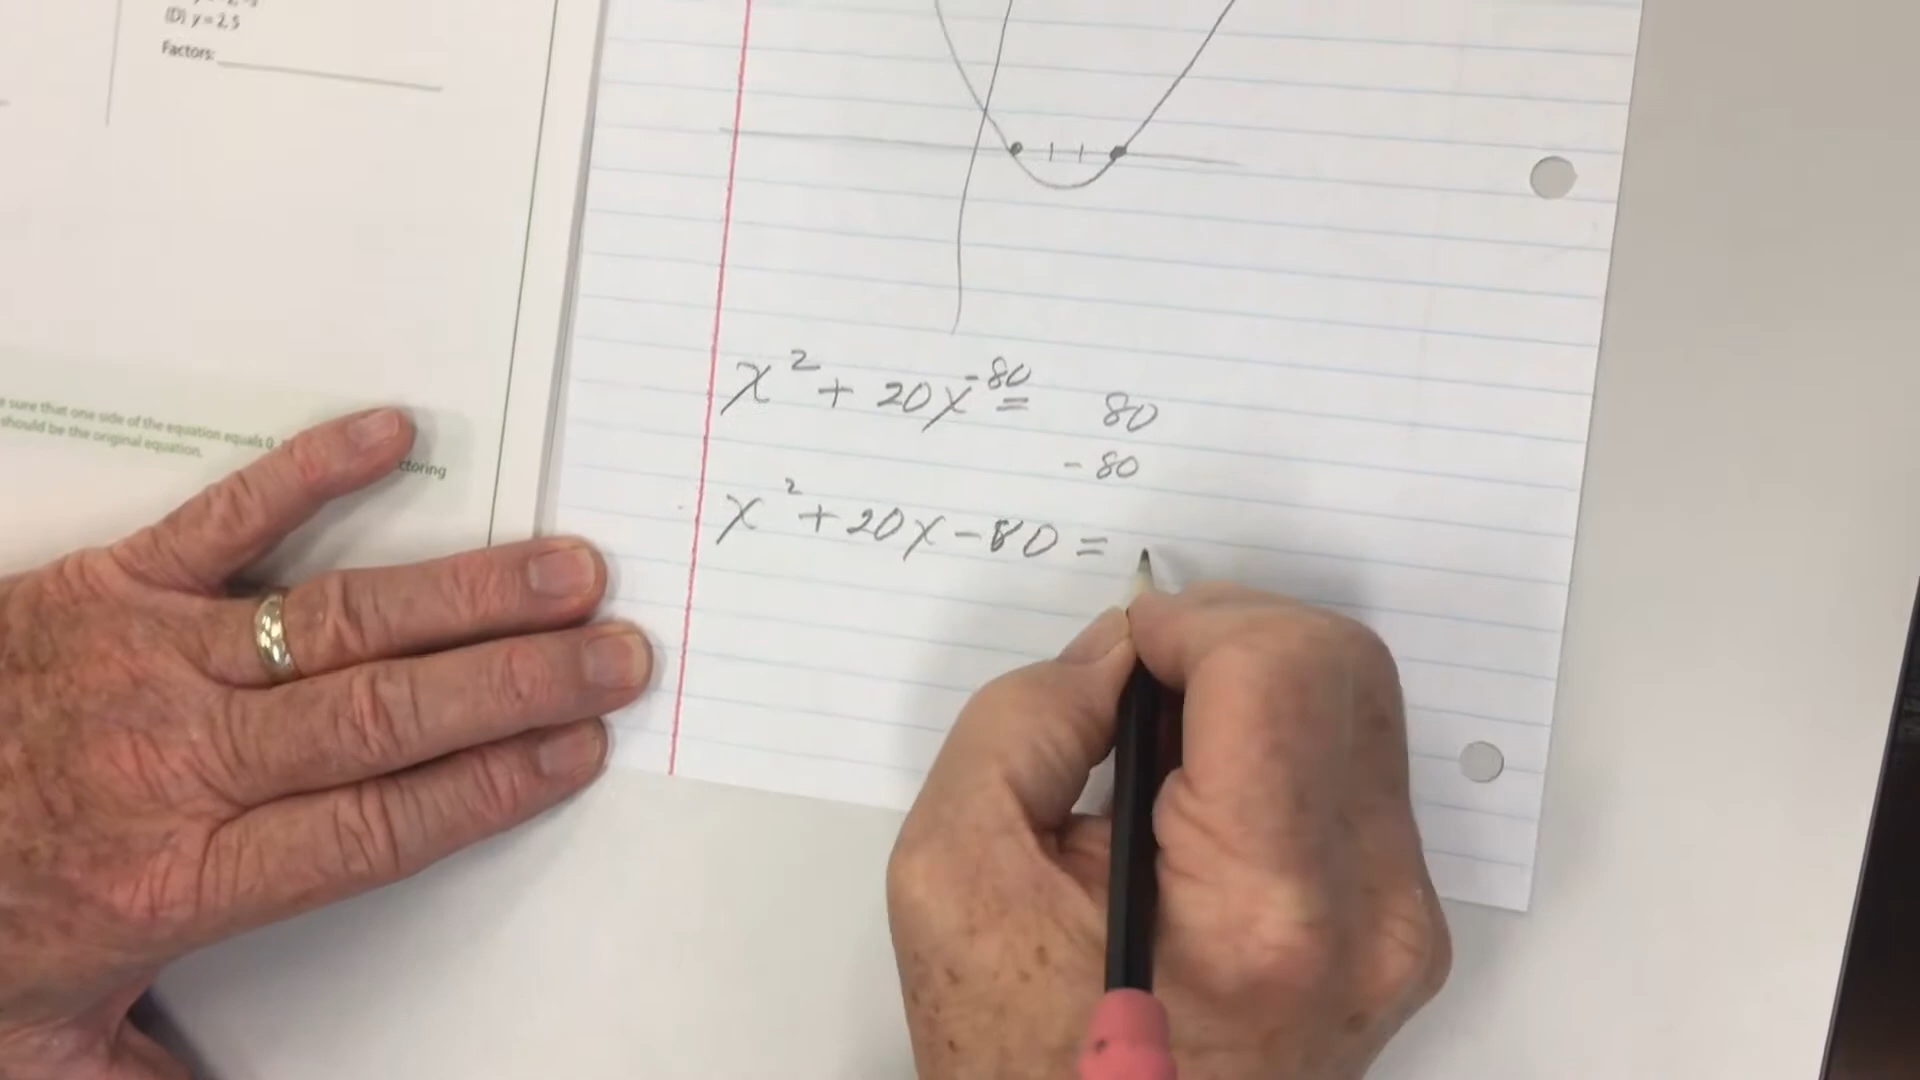 (D) y = 2, 5
Factors:
sure that one side of the equation equals 0
ctoring
should be the original equation.
x² + 20x -80 = 80
- 80
x² + 20x - 80 =